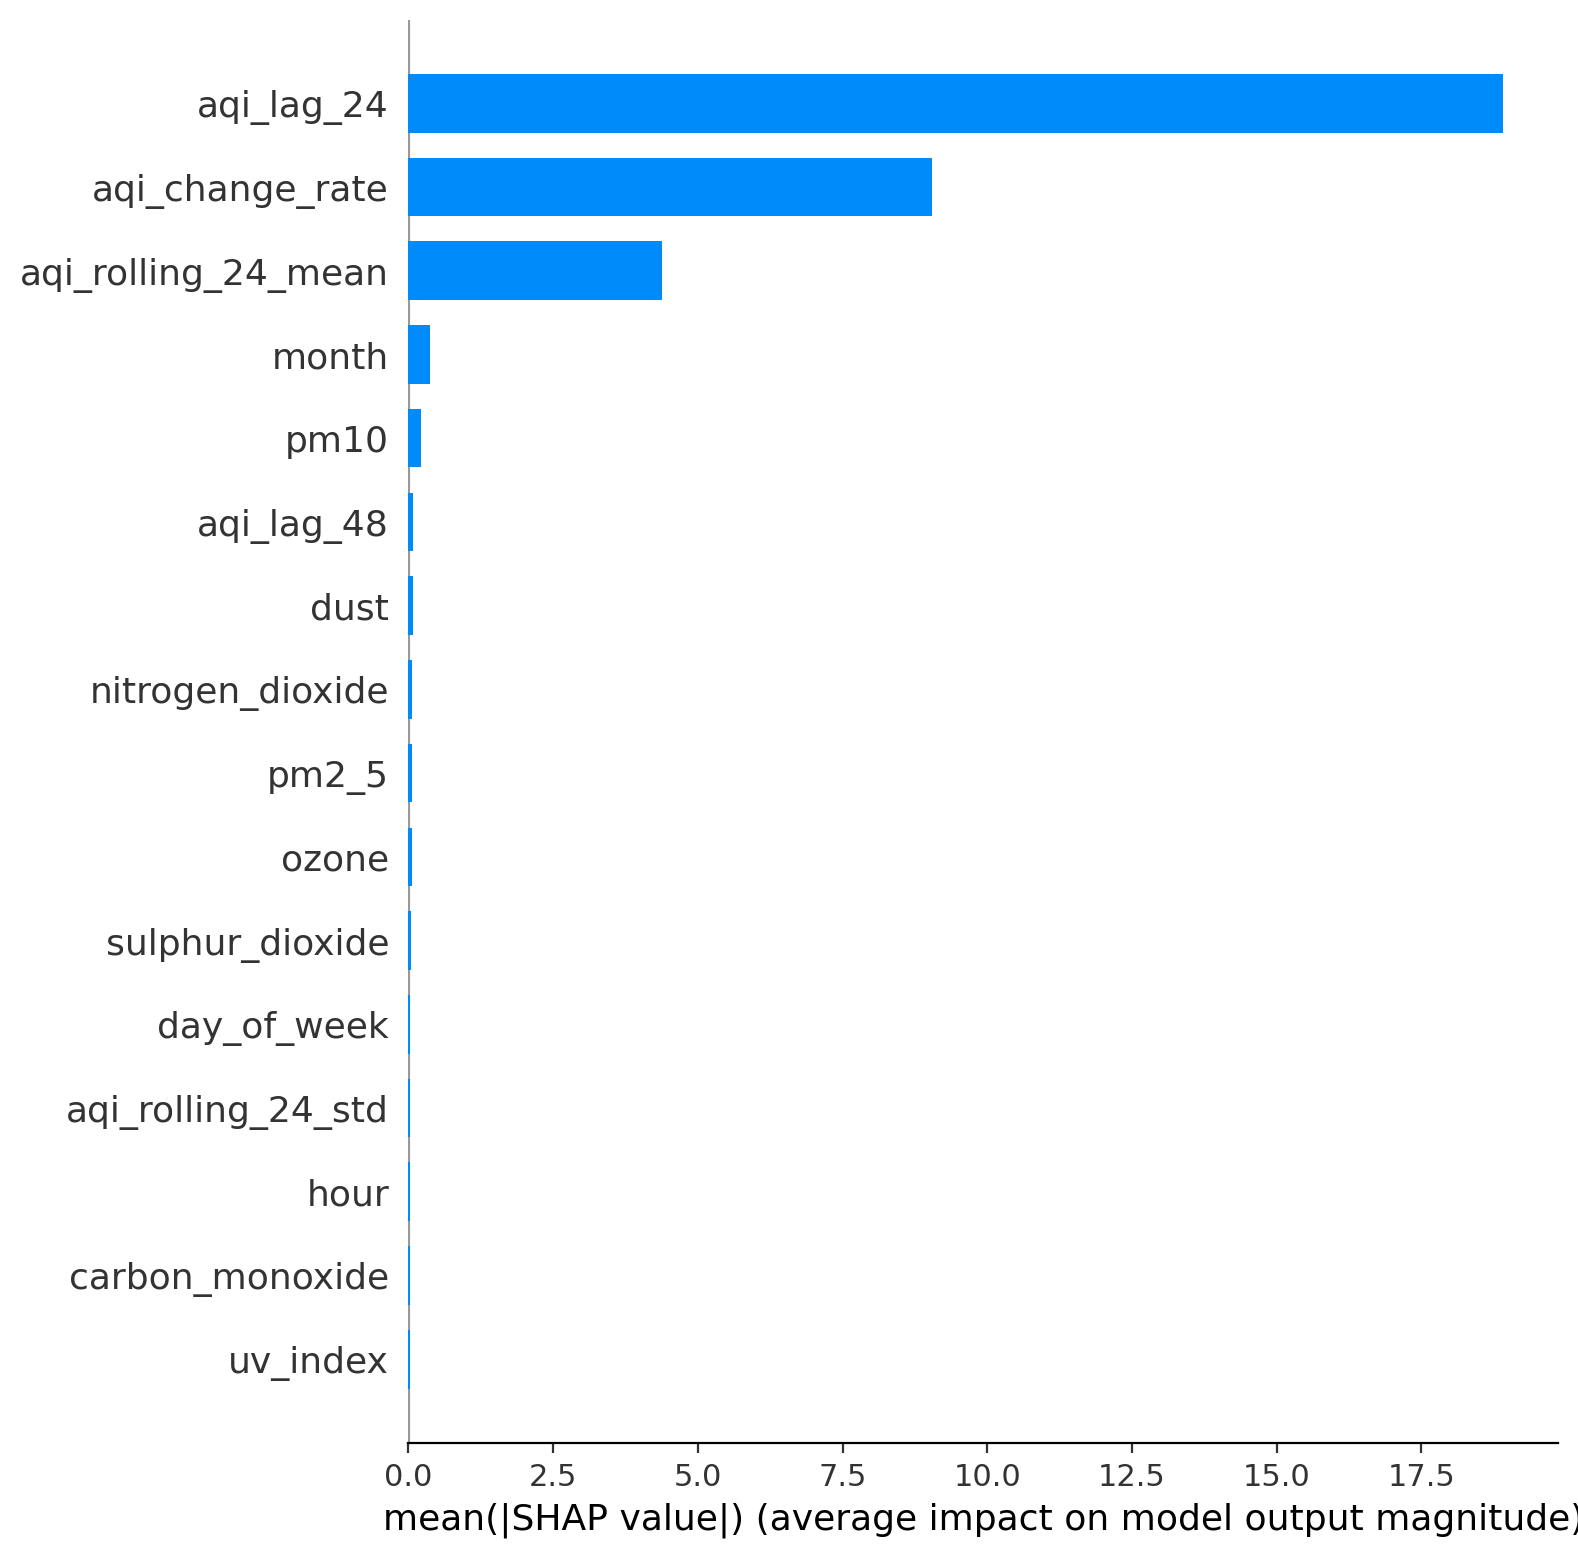 aqi_lag_24
aqi_change_rate
aqi_rolling_24_mean
month
pm10
aqi_lag_48
dust
nitrogen_dioxide
pm2_5
ozone
sulphur_dioxide
day_of_week
aqi_rolling_24_std
hour
carbon_monoxide
uv_index
0.0 2.5 5.0 7.5 10.0 12.5 15.0 17.5
mean(|SHAP value|) (average impact on model output magnitude)